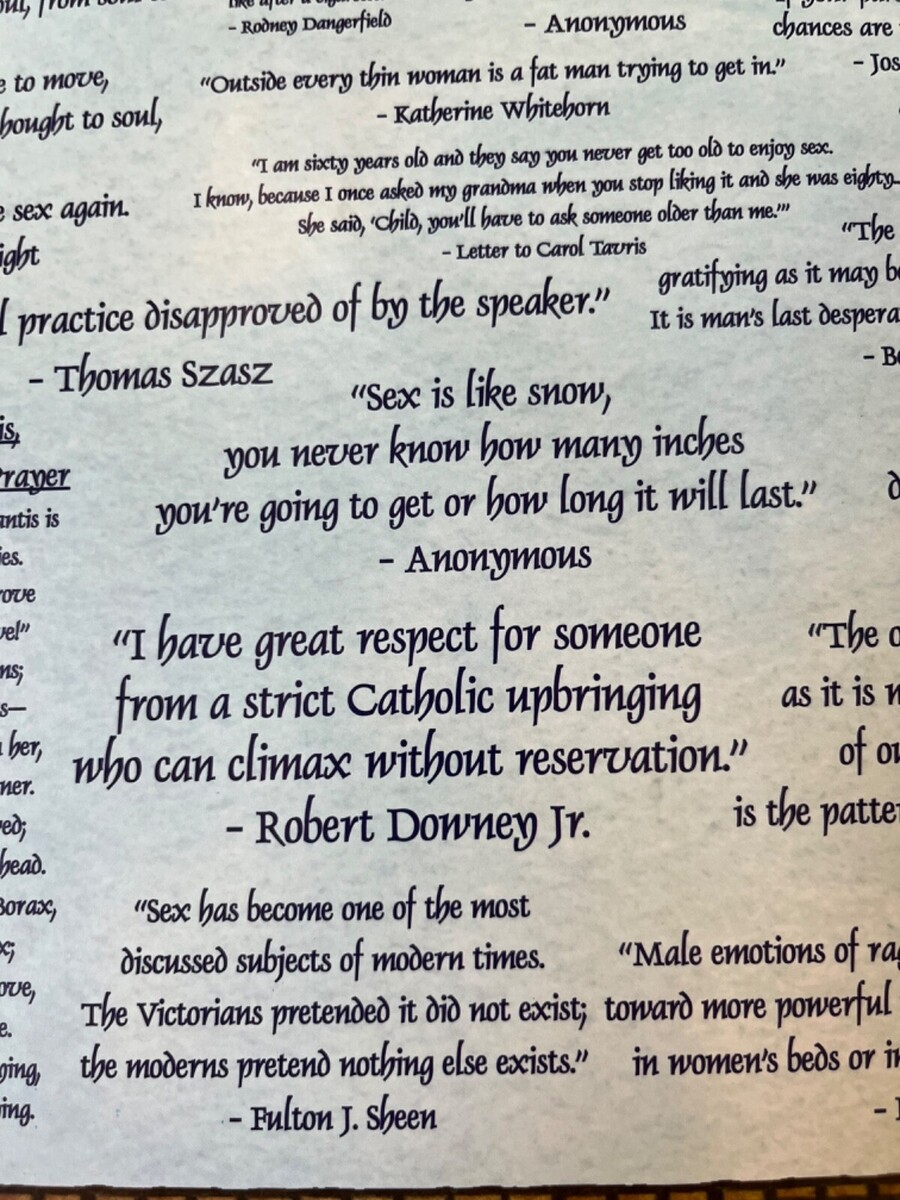 - Rodney Dangerfield
- Anonymous
chances are
- Jos
e to move,
hought to soul,
“Outside every thin woman is a fat man trying to get in.”
- Katherine Whitehorn
“I am sixty years old and they say you never get too old to enjoy sex.
I know, because I once asked my grandma when you stop liking it and she was eighty.
She said, ‘Child, you'll have to ask someone older than me.’”
- Letter to Carol Tavris
e sex again.
ight
“The
gratifying as it may be
It is man's last despera
- Be
l practice disapproved of by the speaker.”
- Thomas Szasz
“Sex is like snow,
you never know how many inches
you're going to get or how long it will last.”
- Anonymous
is,
Prayer
antis is
ies.
rove
ve!”
ns;
s—
her,
ner.
ed;
head.
Borax,
x;
ove,
e.
ging,
ing.
“I have great respect for someone
from a strict Catholic upbringing
who can climax without reservation.”
- Robert Downey Jr.
“The o
as it is n
of ou
is the patter
“Sex has become one of the most
discussed subjects of modern times.
The Victorians pretended it did not exist;
the moderns pretend nothing else exists.”
- Fulton J. Sheen
“Male emotions of rag
toward more powerful
in women's beds or in